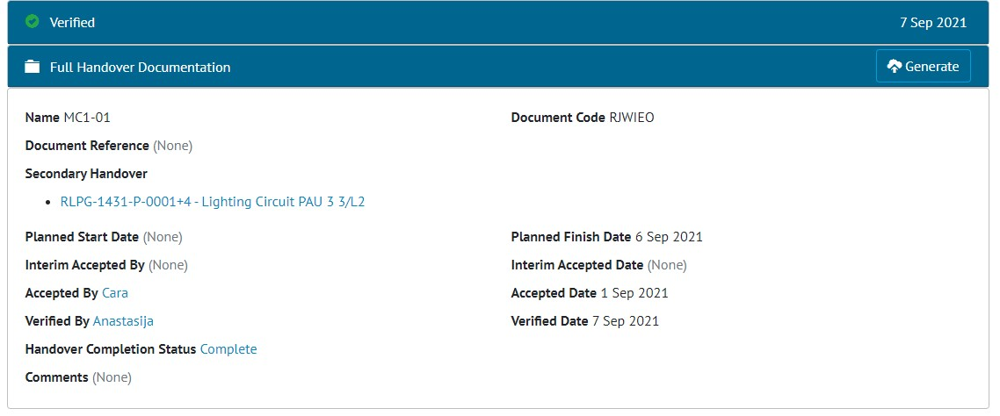 Verified 7 Sep 2021
Full Handover Documentation Generate
Name MC1-01 Document Code RJWIEO
Document Reference (None)
Secondary Handover
• RLPG-1431-P-0001+4 - Lighting Circuit PAU 3 3/L2
Planned Start Date (None) Planned Finish Date 6 Sep 2021
Interim Accepted By (None) Interim Accepted Date (None)
Accepted By Cara Accepted Date 1 Sep 2021
Verified By Anastasija Verified Date 7 Sep 2021
Handover Completion Status Complete
Comments (None)